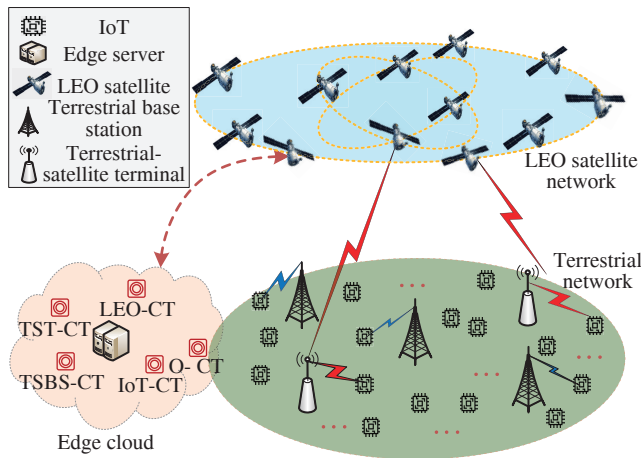 IoT
Edge server
LEO satellite
Terrestrial base
station
Terrestrial-
satellite terminal
LEO satellite
network
Terrestrial
network
LEO-CT
TST-CT
O- CT
TSBS-CT
IoT-CT
Edge cloud